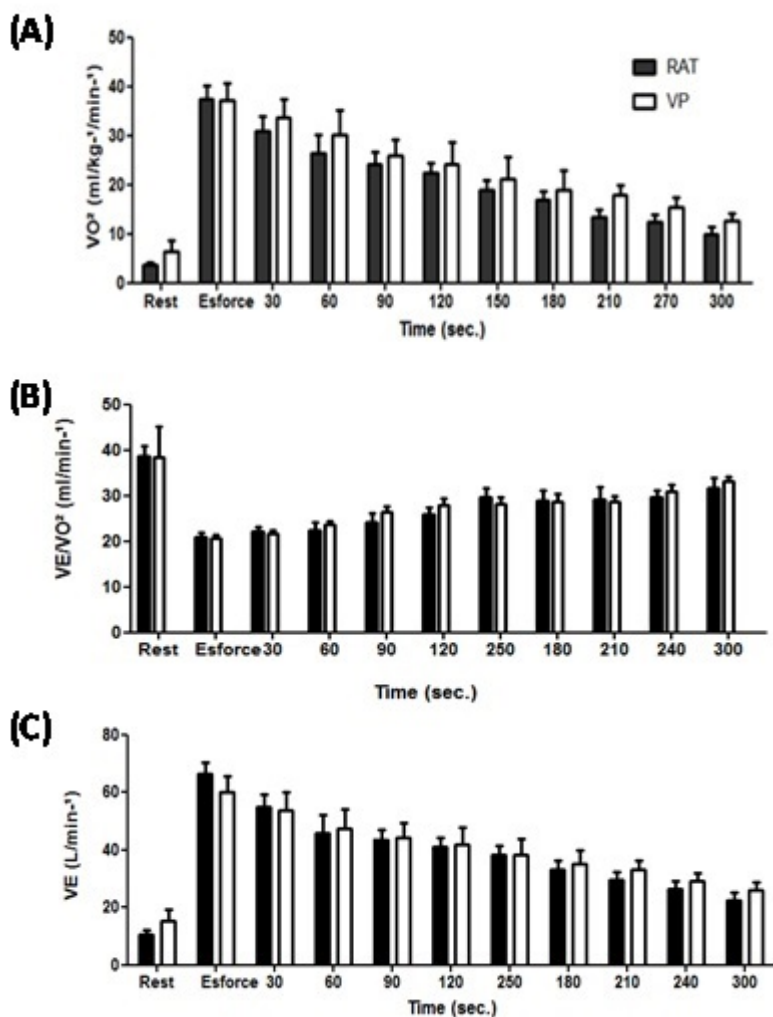 (A)
50
40
30
20
10
0
VO² (ml/kg-¹/min-¹)
RAT
VP
Rest Esforce 30 60 90 120 150 180 210 270 300
Time (sec.)
(B)
50
40
30
20
10
0
VE/VO² (ml/min-¹)
Rest Esforce 30 60 90 120 250 180 210 240 300
Time (sec.)
(C)
80
60
40
20
0
VE (L/min-¹)
Rest Esforce 30 60 90 120 250 180 210 240 300
Time (sec.)